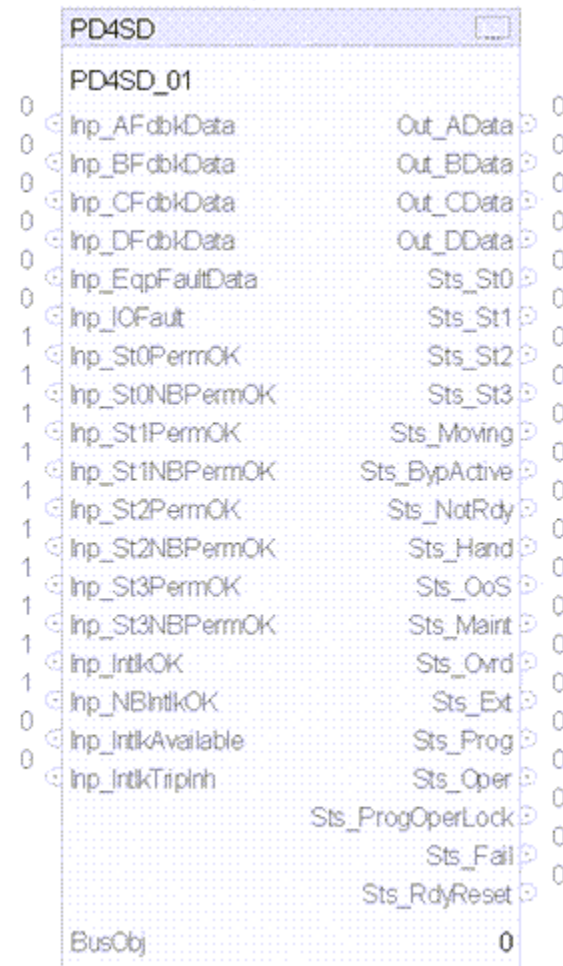 PD4SD ...
PD4SD_01
0 Inp_AFdbkData Out_AData 0
0 Inp_BFdbkData Out_BData 0
0 Inp_CFdbkData Out_CData 0
0 Inp_DFdbkData Out_DData 0
0 Inp_EqpFaultData Sts_St0 0
0 Inp_IOFault Sts_St1 0
1 Inp_St0PermOK Sts_St2 0
1 Inp_St0NBPermOK Sts_St3 0
1 Inp_St1PermOK Sts_Moving 0
1 Inp_St1NBPermOK Sts_BypActive 0
1 Inp_St2PermOK Sts_NotRdy 0
1 Inp_St2NBPermOK Sts_Hand 0
1 Inp_St3PermOK Sts_OoS 0
1 Inp_St3NBPermOK Sts_Maint 0
1 Inp_IntlkOK Sts_Ovrd 0
1 Inp_NBIntlkOK Sts_Ext 0
0 Inp_IntlkAvailable Sts_Prog 0
0 Inp_IntlkTripInh Sts_Oper 0
Sts_ProgOperLock 0
Sts_Fail 0
Sts_RdyReset 0
BusObj 0